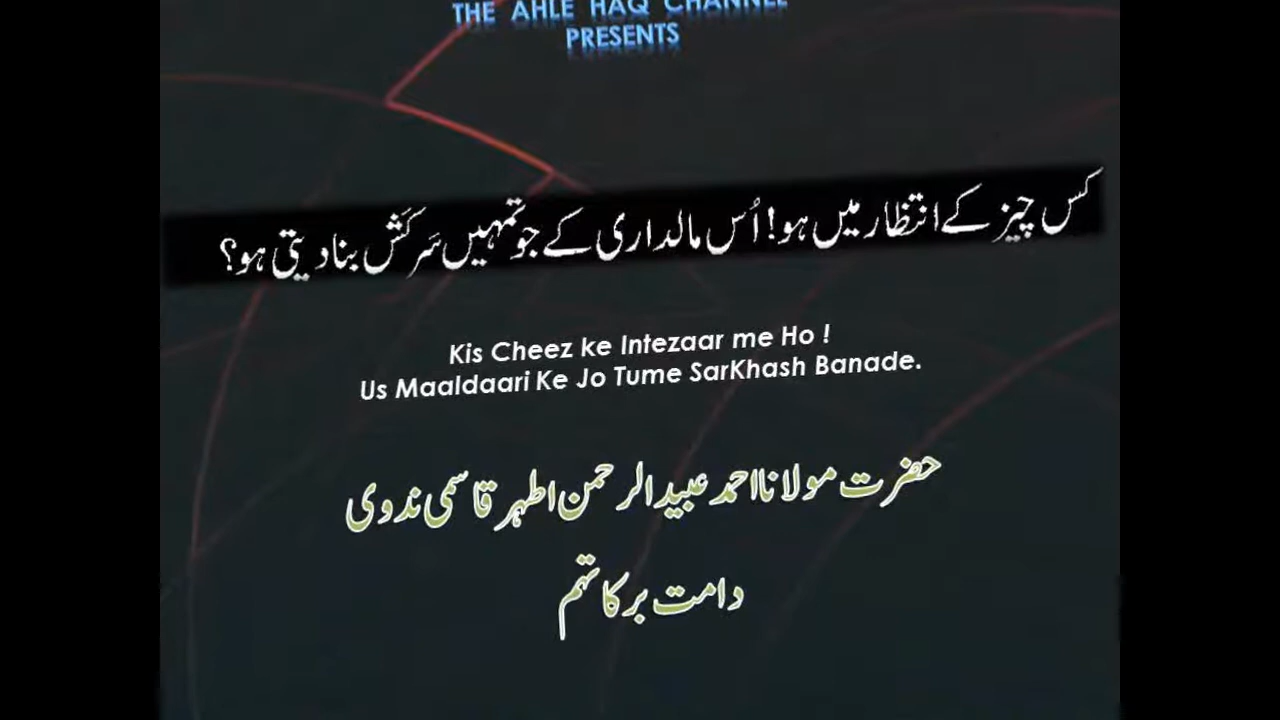 THE AHLE HAQ CHANNEL
PRESENTS
کس چیز کے انتظار میں ہو! اُس مالداری کے جو تمہیں سَرکَش بنا دیتی ہو؟
Kis Cheez ke Intezaar me Ho !
Us Maaldaari Ke Jo Tume SarKhash Banade.
حضرت مولانا احمد عبید الرحمن اطہر قاسمی ندوی
دامت برکاتہم